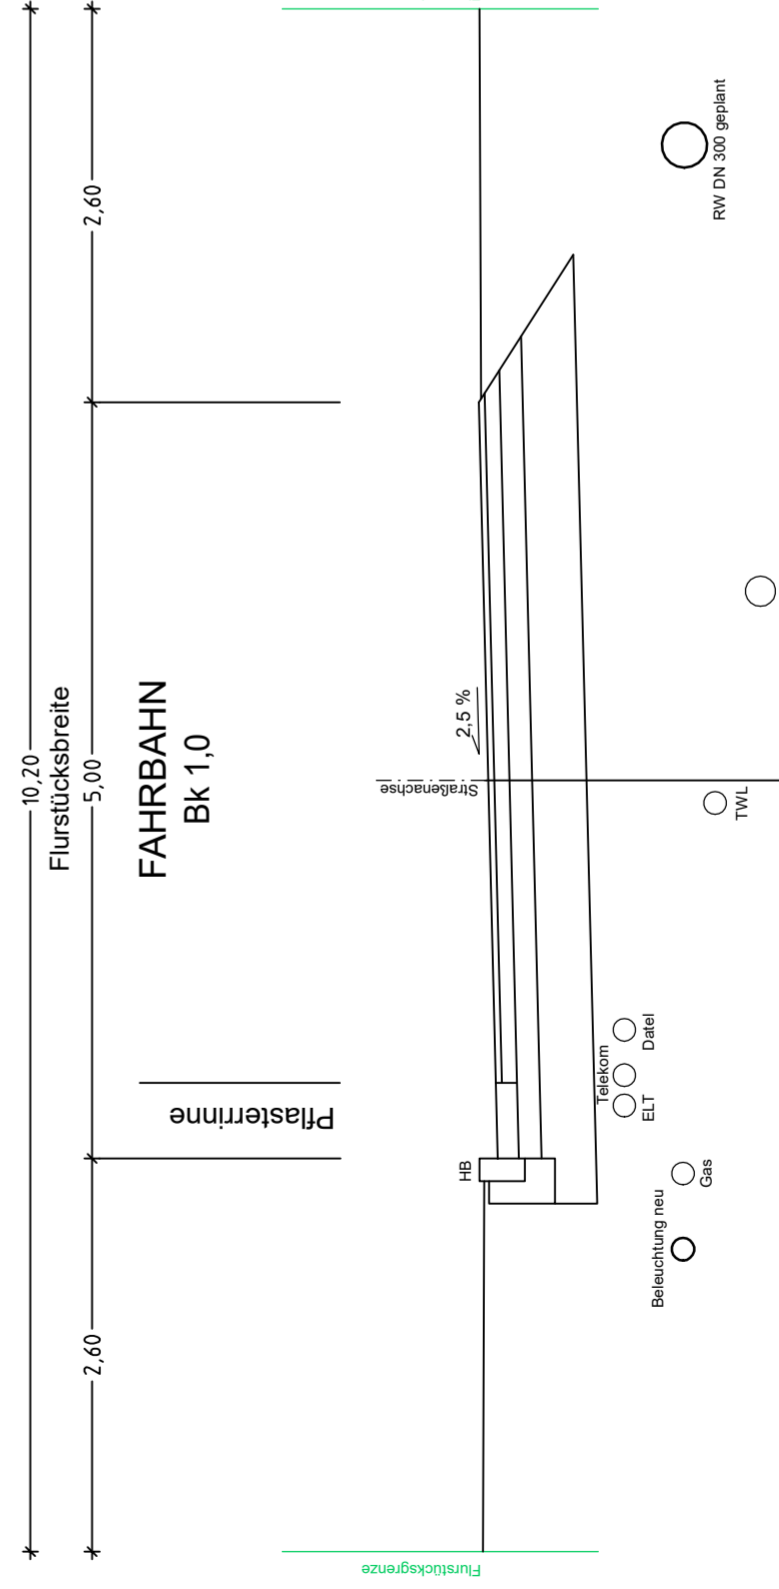 10,20
Flurstücksbreite
2,60
5,00
2,60
FAHRBAHN
Bk 1,0
Pflasterrinne
Flurstücksgrenze
Straßenachse
2,5 %
HB
Beleuchtung neu
Gas
Telekom
ELT
Datel
TWL
RW DN 300 geplant